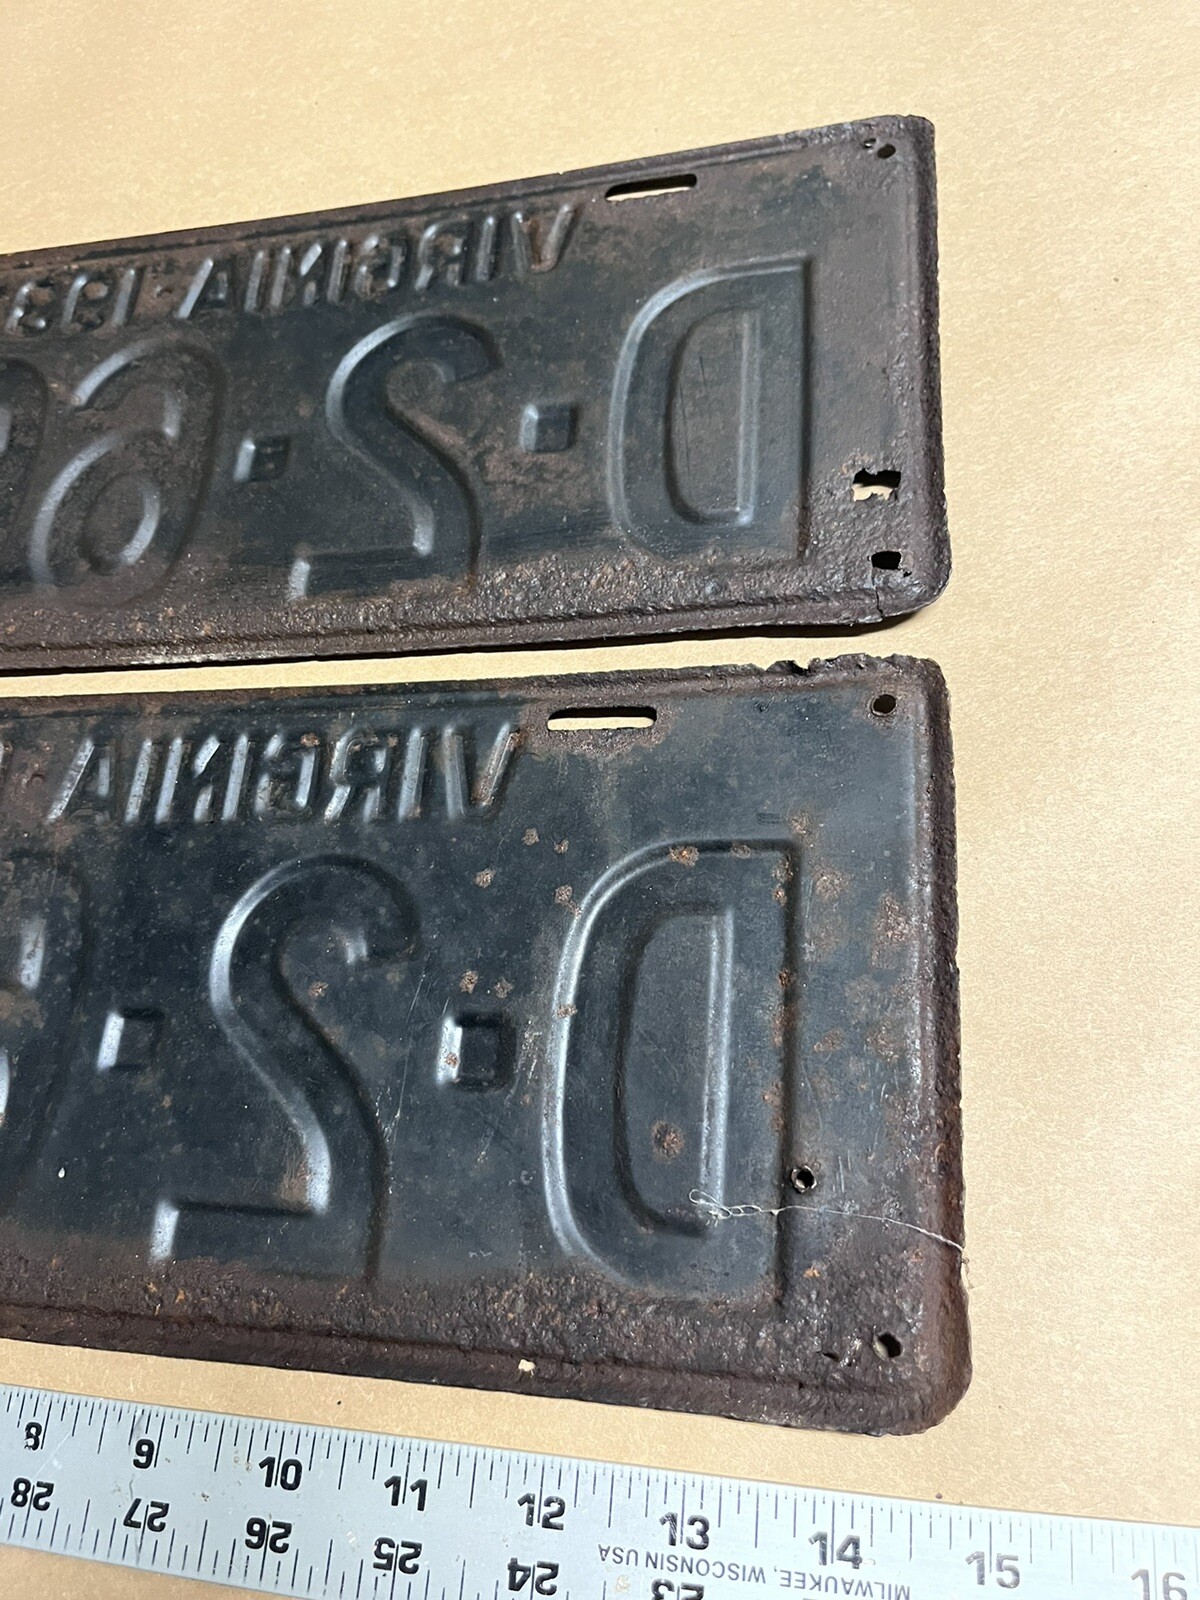 VIRGINIA·193
D·2·6
VIRGINIA
D·2·
8 9 10 11 12 13 14 15 16
MILWAUKEE, WISCONSIN USA
23 24 25 26 27 28